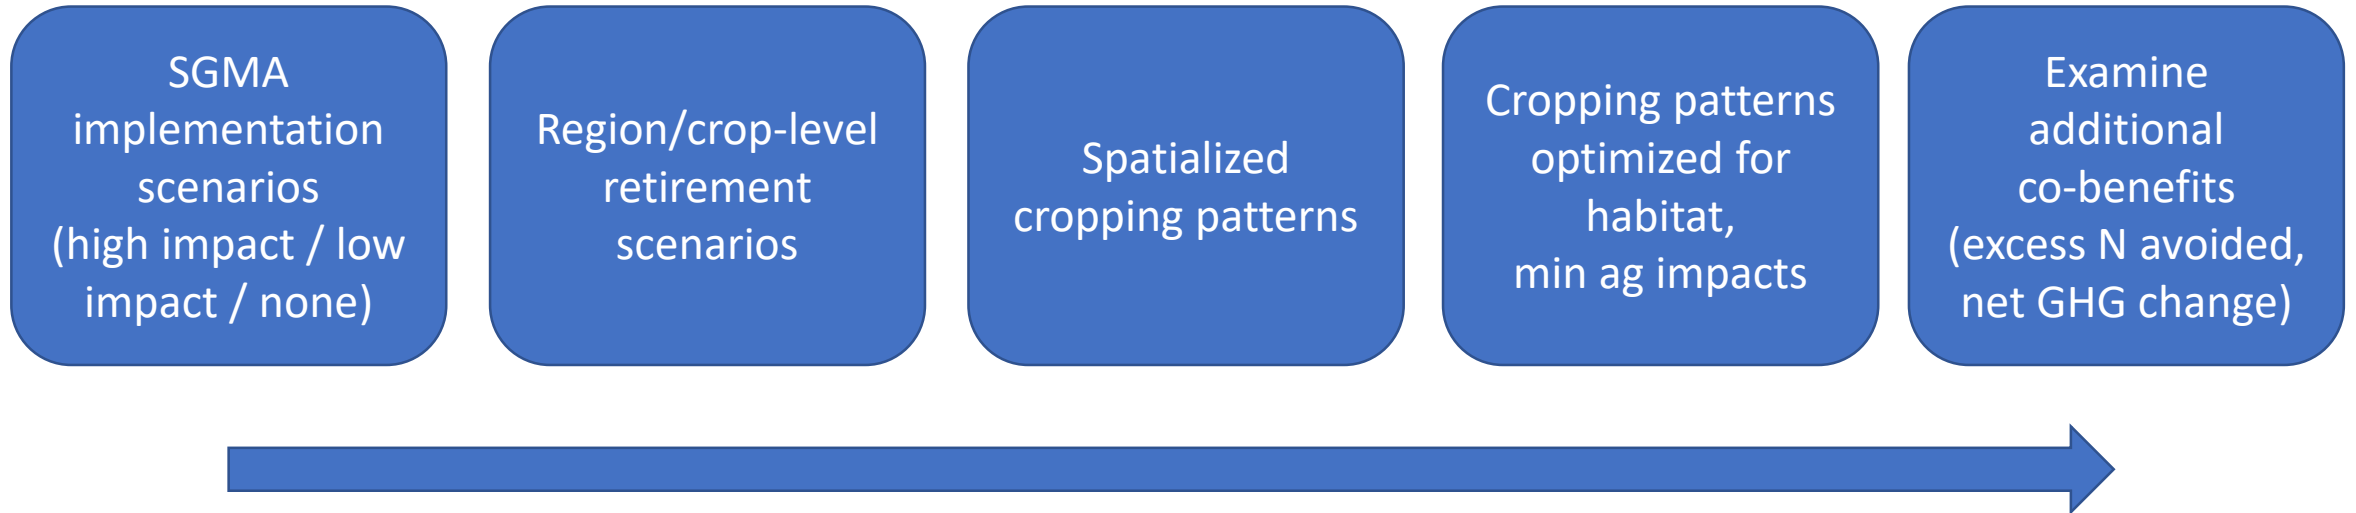 SGMA
implementation
scenarios
(high impact / low
impact / none)
Region/crop-level
retirement
scenarios
Spatialized
cropping patterns
Cropping patterns
optimized for
habitat,
min ag impacts
Examine
additional
co-benefits
(excess N avoided,
net GHG change)